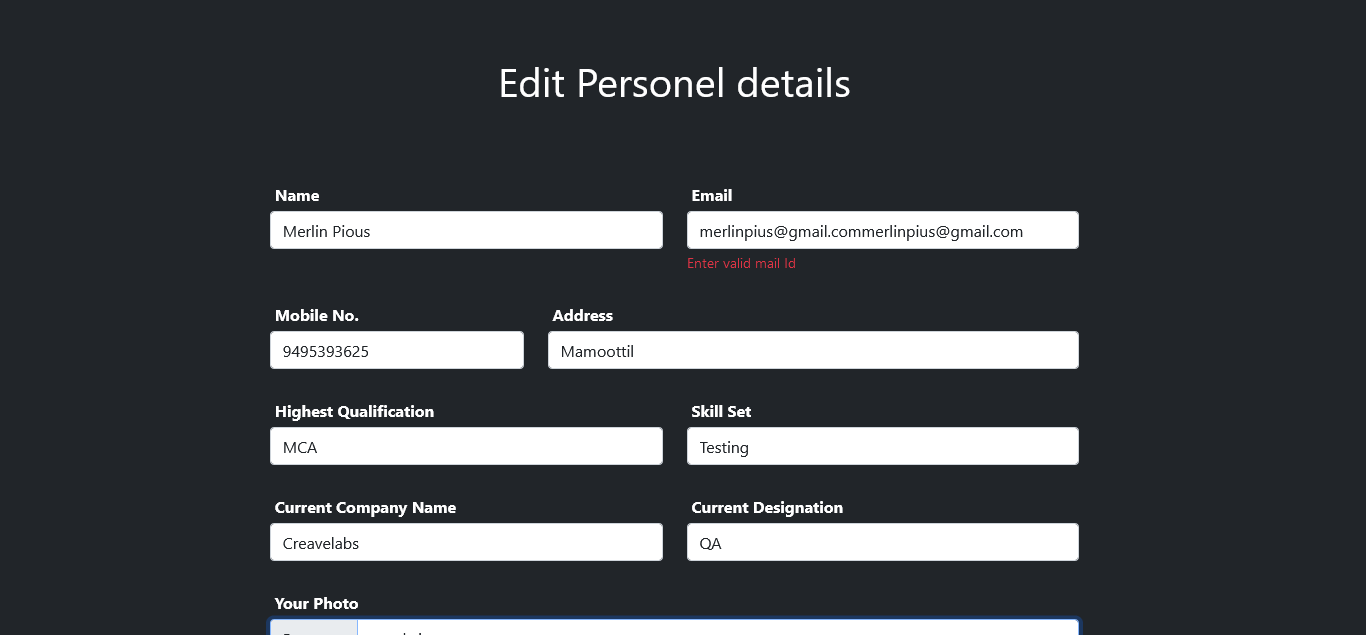 Edit Personel details
Name
Email
Merlin Pious
merlinpius@gmail.commerlinpius@gmail.com
Enter valid mail Id
Mobile No.
Address
9495393625
Mamoottil
Highest Qualification
Skill Set
MCA
Testing
Current Company Name
Current Designation
Creavelabs
QA
Your Photo